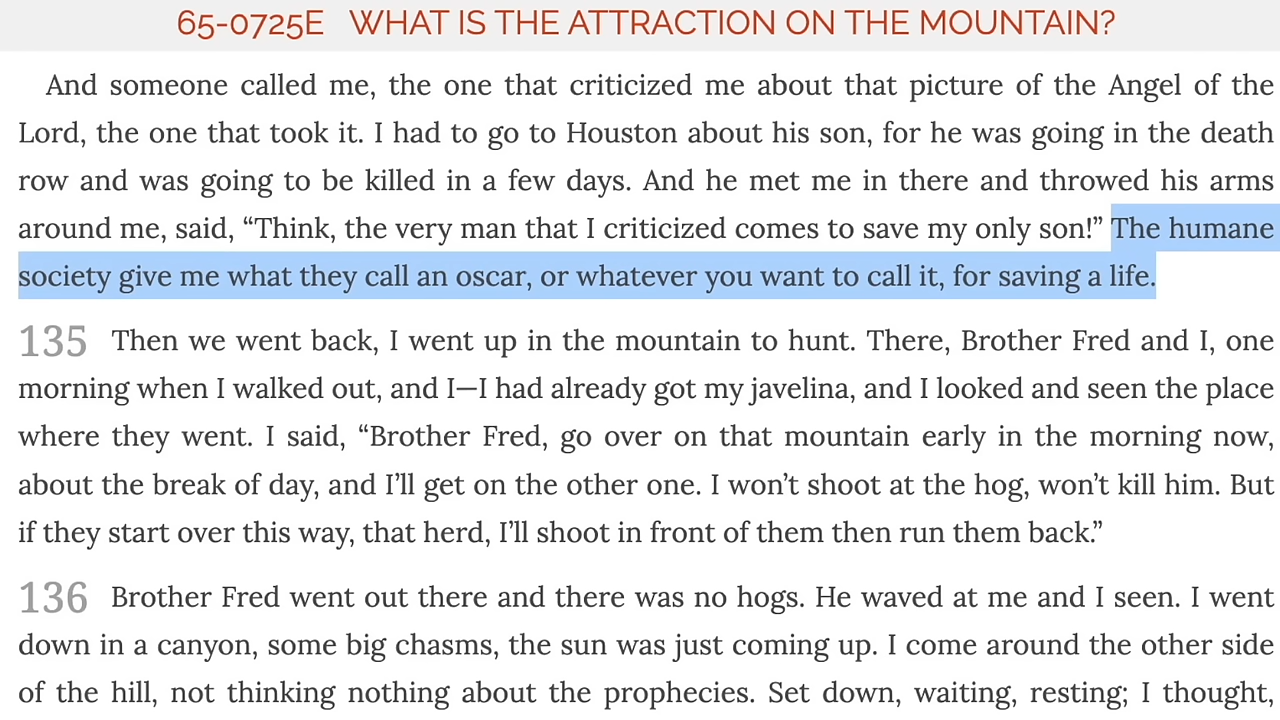 65-0725E WHAT IS THE ATTRACTION ON THE MOUNTAIN?
And someone called me, the one that criticized me about that picture of the Angel of the
Lord, the one that took it. I had to go to Houston about his son, for he was going in the death
row and was going to be killed in a few days. And he met me in there and throwed his arms
around me, said, “Think, the very man that I criticized comes to save my only son!” The humane
society give me what they call an oscar, or whatever you want to call it, for saving a life.
135 Then we went back, I went up in the mountain to hunt. There, Brother Fred and I, one
morning when I walked out, and I—I had already got my javelina, and I looked and seen the place
where they went. I said, “Brother Fred, go over on that mountain early in the morning now,
about the break of day, and I’ll get on the other one. I won’t shoot at the hog, won’t kill him. But
if they start over this way, that herd, I’ll shoot in front of them then run them back.”
136 Brother Fred went out there and there was no hogs. He waved at me and I seen. I went
down in a canyon, some big chasms, the sun was just coming up. I come around the other side
of the hill, not thinking nothing about the prophecies. Set down, waiting, resting; I thought,